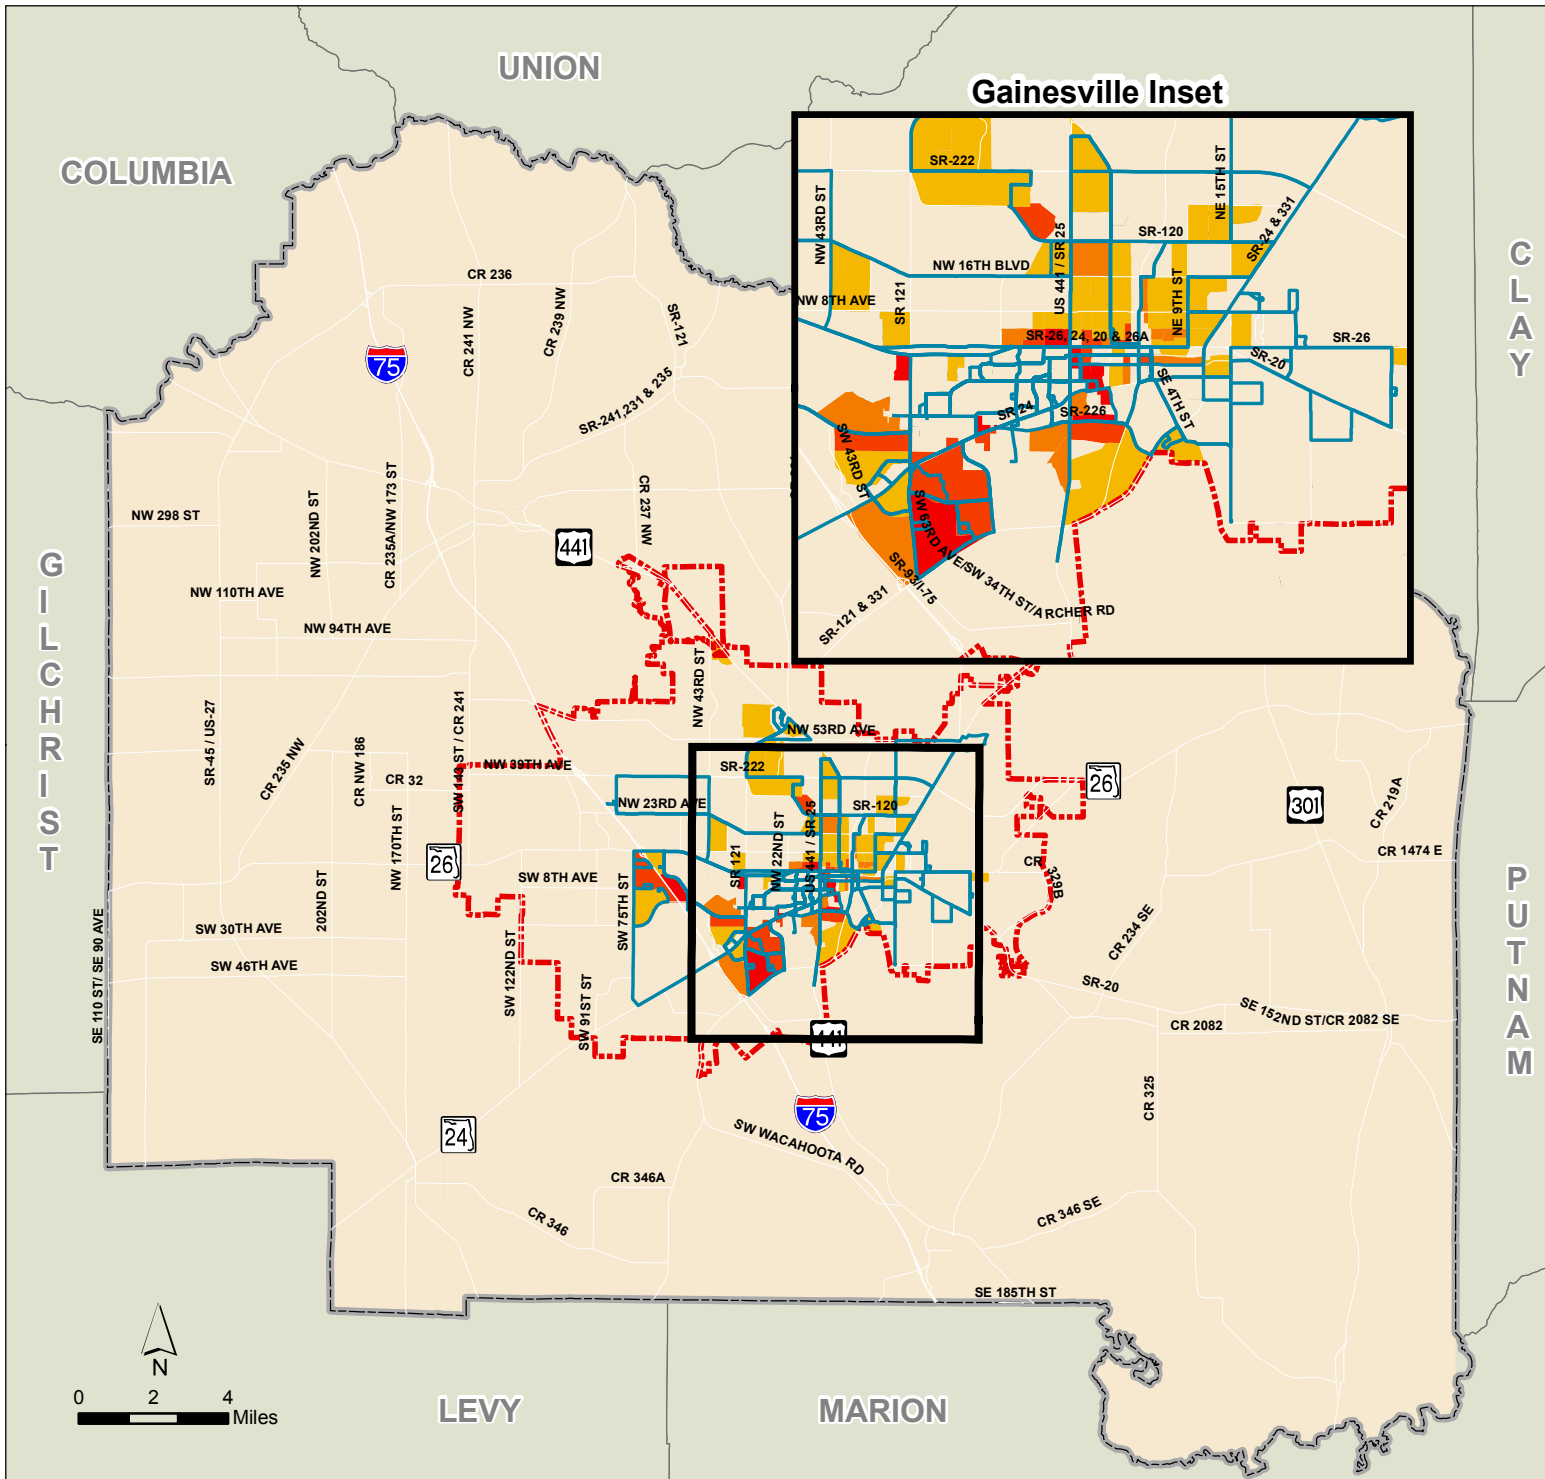 UNION
COLUMBIA
GILCHRIST
CLAY
PUTNAM
LEVY
MARION
Gainesville Inset
SR-222
NW 43RD ST
NE 15TH ST
SR-24 & 331
SR-120
US 441 / SR 25
NW 16TH BLVD
NW 8TH AVE
SR 121
NE 9TH ST
SR-26, 24, 20 & 26A
SR-26
SR-20
SE 4TH ST
SR-24
SR-226
SW 43RD ST
SW 63RD AVE/SW 34TH ST/ARCHER RD
SR-93/I-75
SR-121 & 331
CR 236
CR 241 NW
CR 239 NW
SR-121
75
SR-241,231 & 235
CR 237 NW
NW 298 ST
NW 202ND ST
CR 235A/NW 173 ST
441
NW 110TH AVE
NW 94TH AVE
NW 43RD ST
SR-45 / US-27
CR 235 NW
CR NW 186
CR 32
SW 143 ST / CR 241
NW 39TH AVE
NW 53RD AVE
SR-222
NW 23RD AVE
SR-120
NW 22ND ST
US 441 / SR 25
SR 121
NW 170TH ST
26
26
301
CR 219A
CR 1474 E
CR 329B
SW 8TH AVE
SW 75TH ST
202ND ST
SW 30TH AVE
SW 46TH AVE
SW 122ND ST
SW 91ST ST
SE 110 ST/ SE 90 AVE
CR 234 SE
SR-20
CR 2082
SE 152ND ST/CR 2082 SE
441
75
24
SW WACAHOOTA RD
CR 325
CR 346A
CR 346
CR 346 SE
SE 185TH ST
N
0 2 4
Miles